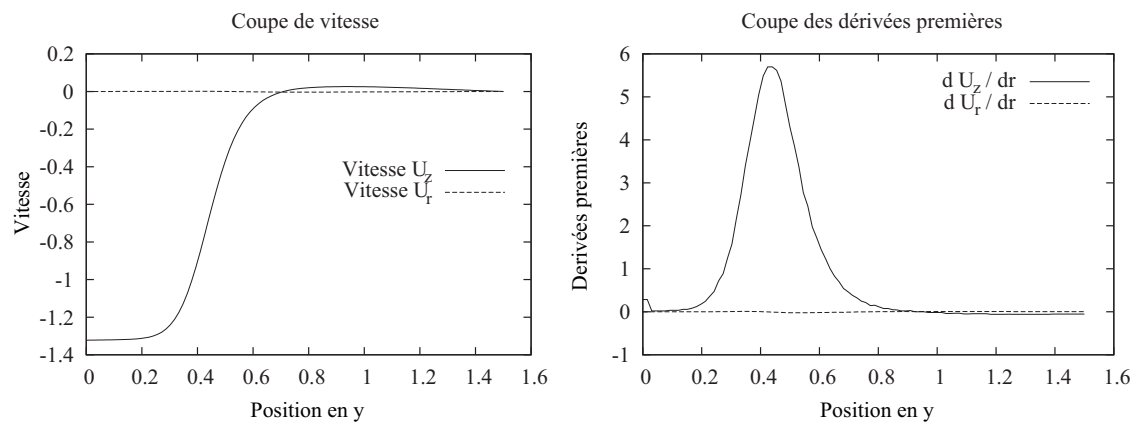 Coupe de vitesse
0.2
0
-0.2
-0.4
-0.6
-0.8
-1
-1.2
-1.4
Vitesse
Vitesse U_z
Vitesse U_r
0 0.2 0.4 0.6 0.8 1 1.2 1.4 1.6
Position en y
Coupe des dérivées premières
6
5
4
3
2
1
0
-1
Derivées premières
d U_z / dr
d U_r / dr
0 0.2 0.4 0.6 0.8 1 1.2 1.4 1.6
Position en y